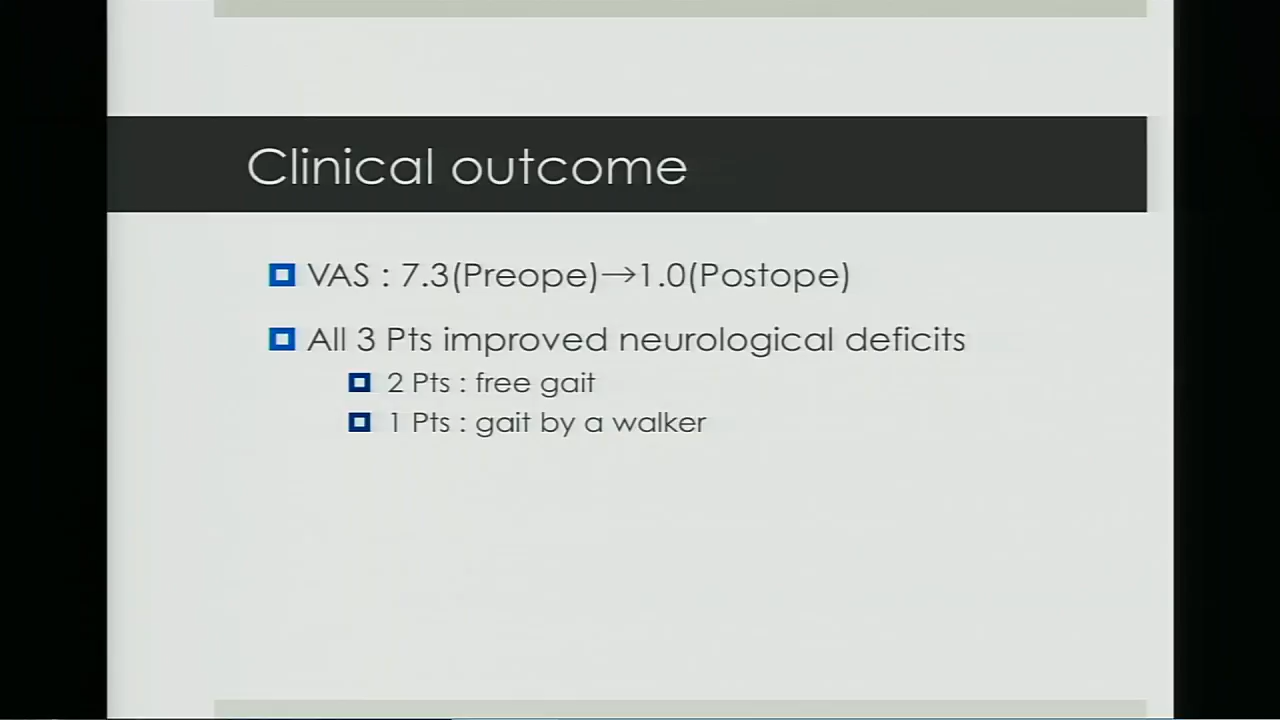 Clinical outcome
VAS : 7.3(Preope)→1.0(Postope)
All 3 Pts improved neurological deficits
2 Pts : free gait
1 Pts : gait by a walker